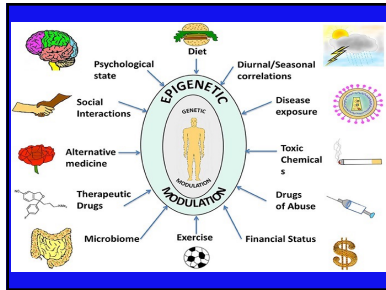 Diet
Psychological
state
Diurnal/Seasonal
correlations
EPIGENETIC
Social
Interactions
GENETIC
Disease
exposure
Alternative
medicine
Toxic
Chemical
s
MODULATION
Therapeutic
Drugs
MODULATION
Drugs
of Abuse
Microbiome
Exercise
Financial Status